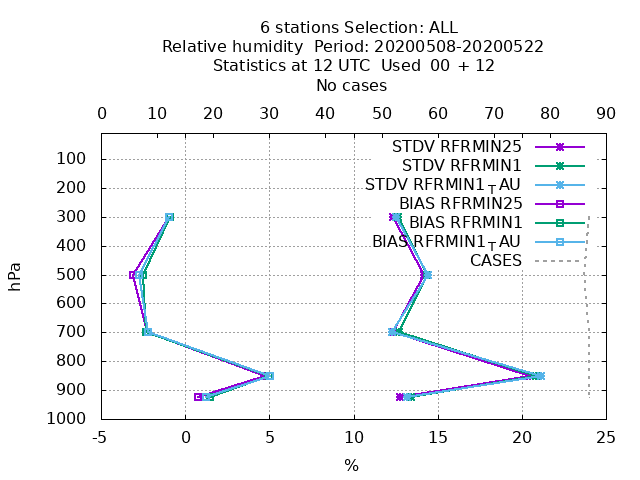 6 stations Selection: ALL
Relative humidity  Period: 20200508-20200522
Statistics at 12 UTC  Used  00 + 12
No cases
0 10 20 30 40 50 60 70 80 90
STDV RFRMIN25
STDV RFRMIN1
STDV RFRMIN1_TAU
BIAS RFRMIN25
BIAS RFRMIN1
BIAS RFRMIN1_TAU
CASES
100
200
300
400
500
600
700
800
900
1000
hPa
-5 0 5 10 15 20 25
%